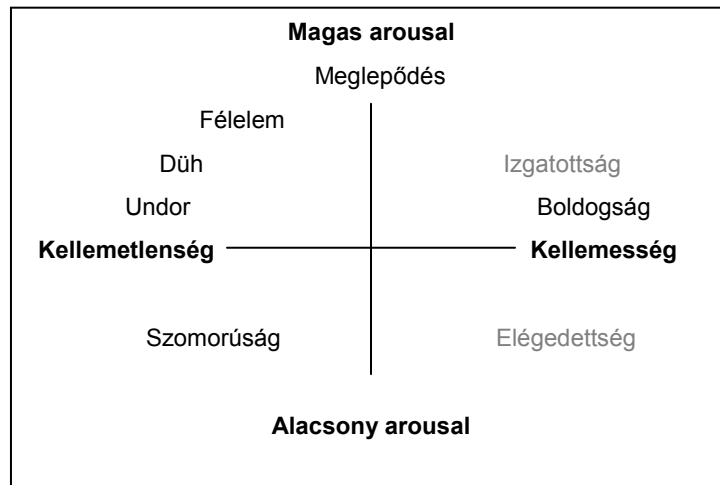 Magas arousal
Meglepődés
Félelem
Düh
Izgatottság
Undor
Boldogság
Kellemetlenség
Kellemesség
Szomorúság
Elégedettség
Alacsony arousal